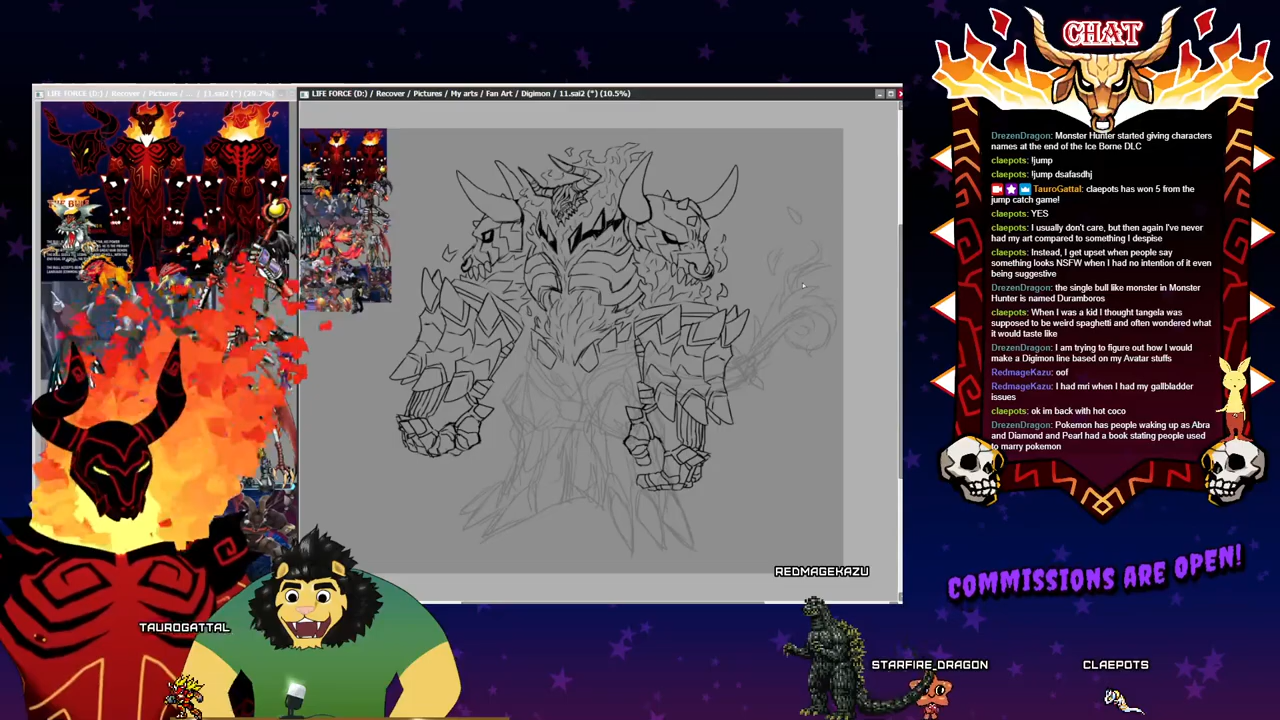 LIFE FORCE (D:) / Recover / Pictures / ... / 11.sai2 (*) (20.7%)
LIFE FORCE (D:) / Recover / Pictures / My arts / Fan Art / Digimon / 11.sai2 (*) (10.5%)
CHAT
DrezenDragon: Monster Hunter started giving characters
names at the end of the Ice Borne DLC
claepots: !jump
claepots: !jump dsafasdhj
TauroGattal: claepots has won 5 from the
jump catch game!
claepots: YES
claepots: I usually don't care, but then again I've never
had my art compared to something I despise
claepots: Instead, I get upset when people say
something looks NSFW when I had no intention of it even
being suggestive
DrezenDragon: the single bull like monster in Monster
Hunter is named Duramboros
claepots: When I was a kid I thought tangela was
supposed to be weird spaghetti and often wondered what
it would taste like
DrezenDragon: I am trying to figure out how I would
make a Digimon line based on my Avatar stuffs
RedmageKazu: oof
RedmageKazu: I had mri when I had my gallbladder
issues
claepots: ok im back with hot coco
DrezenDragon: Pokemon has people waking up as Abra
and Diamond and Pearl had a book stating people used
to marry pokemon
COMMISSIONS ARE OPEN!
REDMAGEKAZU
TAUROGATTAL
STARFIRE_DRAGON
CLAEPOTS